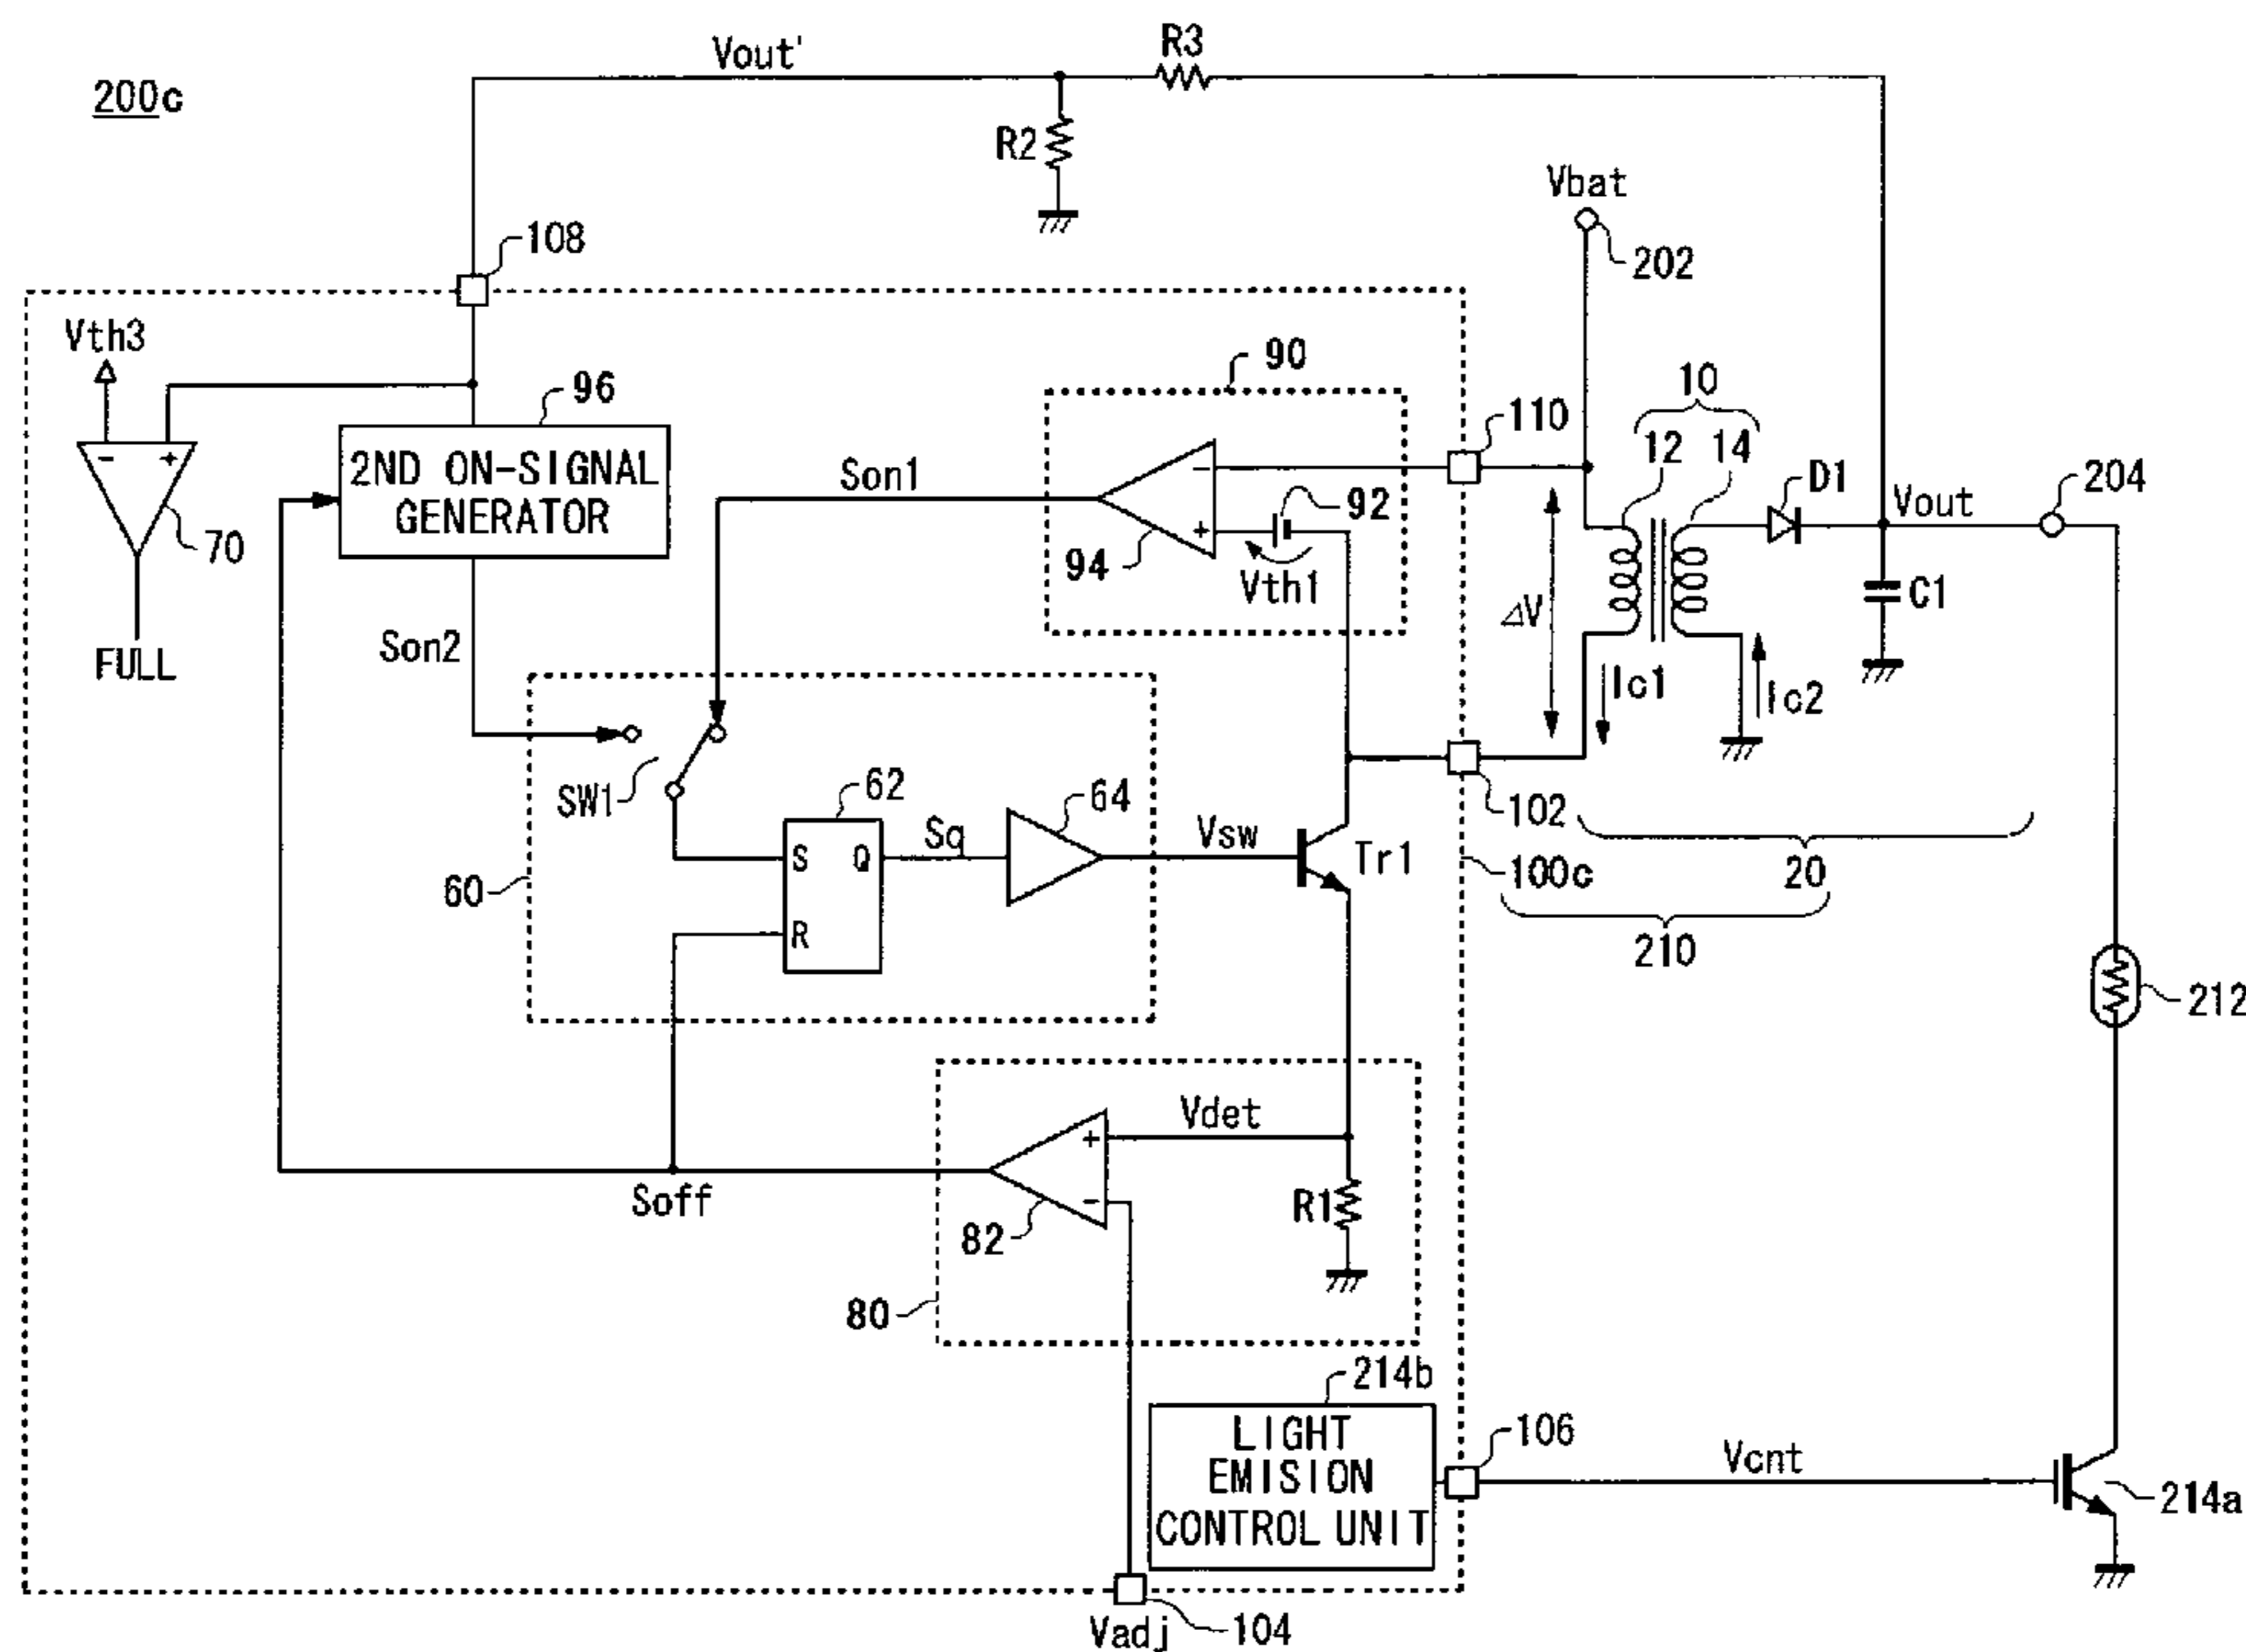 200c
Vout'
R3
R2
Vbat
202
108
Vth3
- +
70
FULL
96
2ND ON-SIGNAL
GENERATOR
Son2
Son1
90
-
+
92
94
Vth1
110
10
12
14
D1
Vout
204
ΔV
C1
Ic1
Ic2
102
20
100c
210
212
SW1
60
62
S Q
R
Sq
64
Vsw
Tr1
Vdet
+
-
82
Soff
R1
80
214b
LIGHT
EMISION
CONTROL UNIT
106
Vcnt
214a
Vadj
104